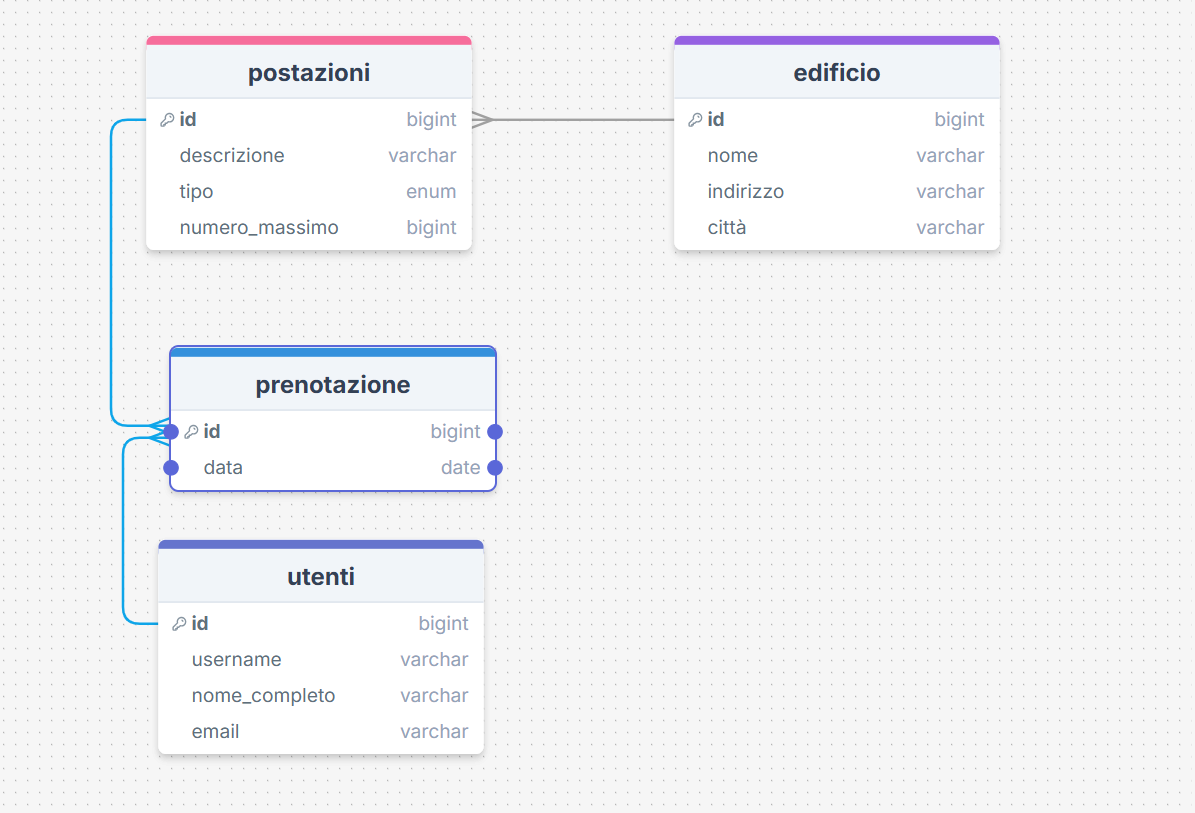 postazioni
id bigint
descrizione varchar
tipo enum
numero_massimo bigint
edificio
id bigint
nome varchar
indirizzo varchar
città varchar
prenotazione
id bigint
data date
utenti
id bigint
username varchar
nome_completo varchar
email varchar